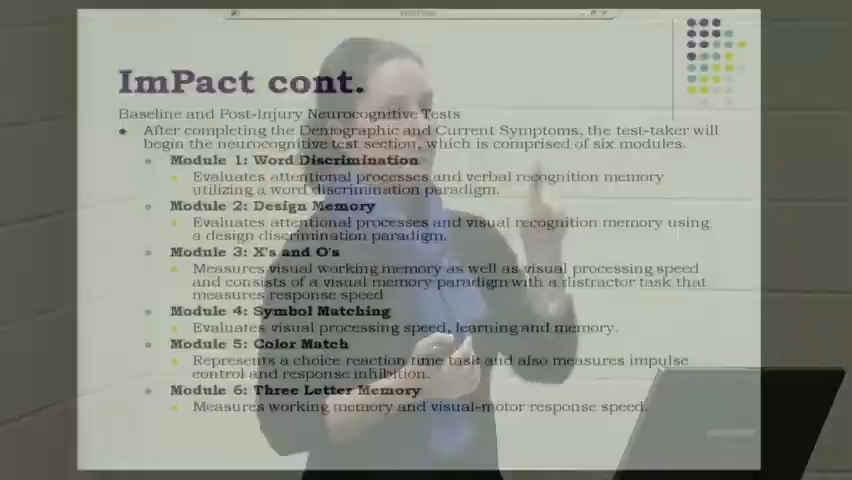 ImPact cont.
Baseline and Post-Injury Neurocognitive Tests
After completing the Demographic and Current Symptoms, the test-taker will
begin the neurocognitive test section, which is comprised of six modules.
Module 1: Word Discrimination
Evaluates attentional processes and verbal recognition memory
utilizing a word discrimination paradigm.
Module 2: Design Memory
Evaluates attentional processes and visual recognition memory using
a design discrimination paradigm.
Module 3: X's and O's
Measures visual working memory as well as visual processing speed
and consists of a visual memory paradigm with a distractor task that
measures response speed
Module 4: Symbol Matching
Evaluates visual processing speed, learning and memory.
Module 5: Color Match
Represents a choice reaction time task and also measures impulse
control and response inhibition.
Module 6: Three Letter Memory
Measures working memory and visual-motor response speed.